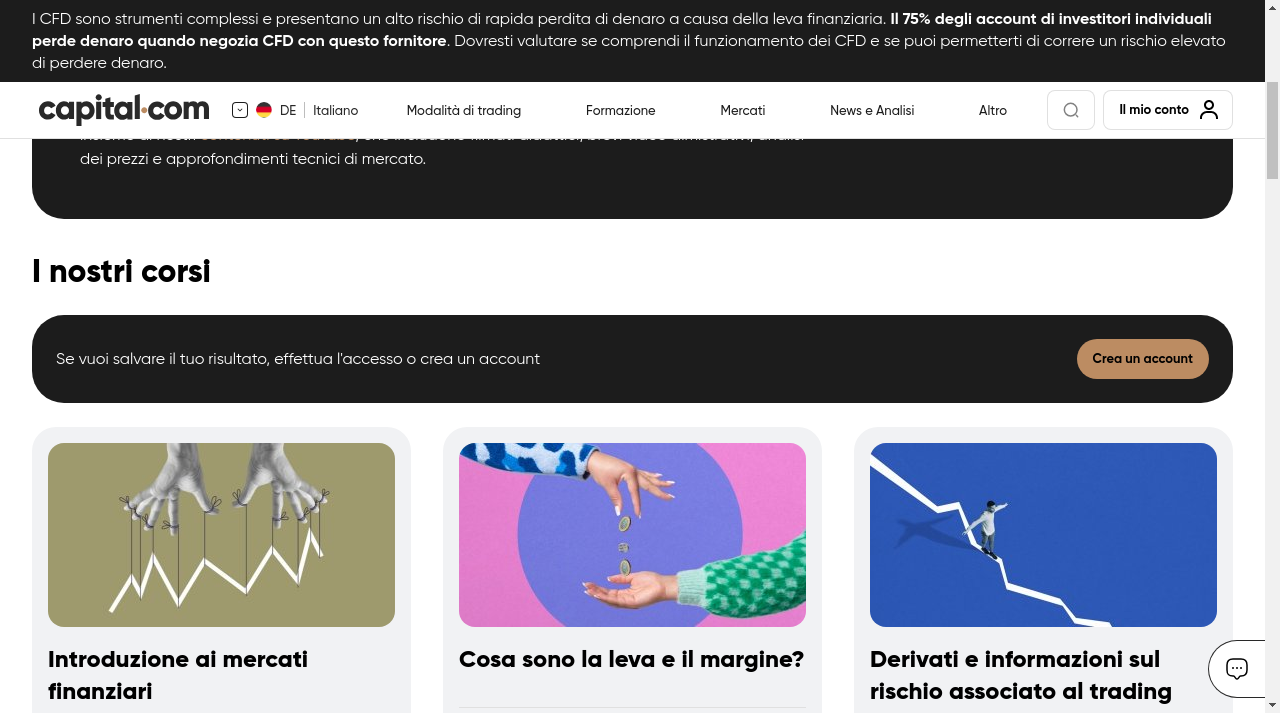 I CFD sono strumenti complessi e presentano un alto rischio di rapida perdita di denaro a causa della leva finanziaria. Il 75% degli account di investitori individuali
perde denaro quando negozia CFD con questo fornitore. Dovresti valutare se comprendi il funzionamento dei CFD e se puoi permetterti di correre un rischio elevato
di perdere denaro.
capital.com DE Italiano Modalità di trading Formazione Mercati News e Analisi Altro Il mio conto
dei prezzi e approfondimenti tecnici di mercato.
I nostri corsi
Se vuoi salvare il tuo risultato, effettua l'accesso o crea un account
Crea un account
Introduzione ai mercati
finanziari
Cosa sono la leva e il margine?
Derivati e informazioni sul
rischio associato al trading